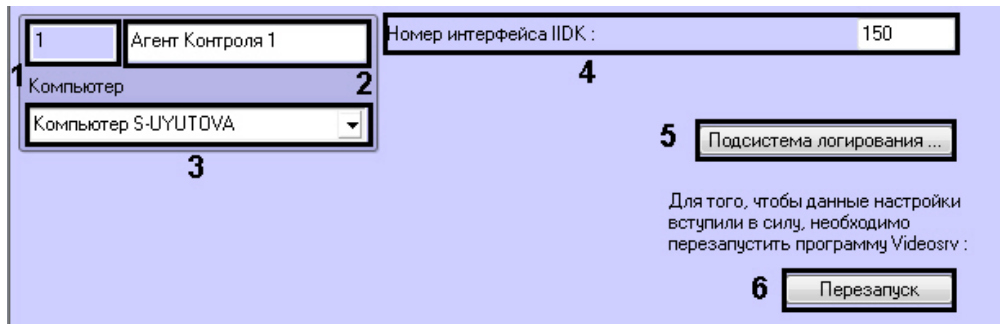 1
Агент Контроля 1
1
2
Компьютер
Компьютер S-UYUTOVA
3
Номер интерфейса IIDK :
150
4
5
Подсистема логирования ...
Для того, чтобы данные настройки
вступили в силу, необходимо
перезапустить программу Videosrv :
6
Перезапуск